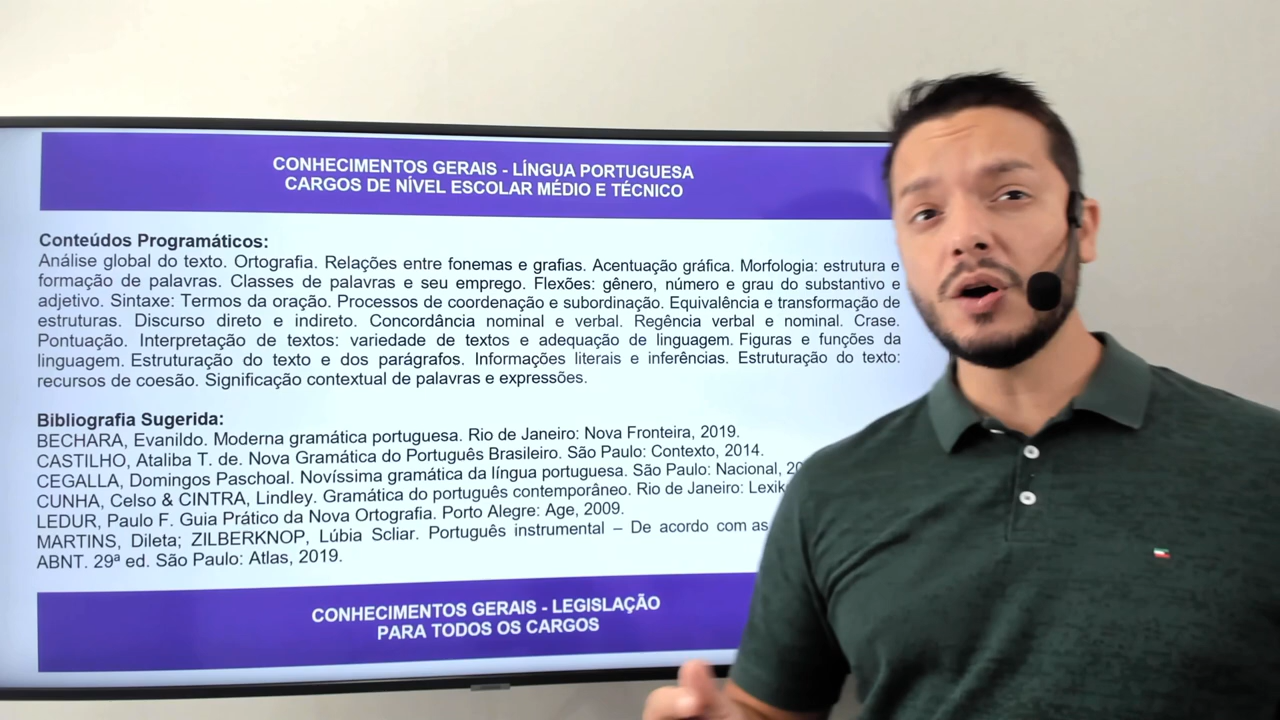 CONHECIMENTOS GERAIS - LÍNGUA PORTUGUESA
CARGOS DE NÍVEL ESCOLAR MÉDIO E TÉCNICO
Conteúdos Programáticos:
Análise global do texto. Ortografia. Relações entre fonemas e grafias. Acentuação gráfica. Morfologia: estrutura e
formação de palavras. Classes de palavras e seu emprego. Flexões: gênero, número e grau do substantivo e
adjetivo. Sintaxe: Termos da oração. Processos de coordenação e subordinação. Equivalência e transformação de
estruturas. Discurso direto e indireto. Concordância nominal e verbal. Regência verbal e nominal. Crase.
Pontuação. Interpretação de textos: variedade de textos e adequação de linguagem. Figuras e funções da
linguagem. Estruturação do texto e dos parágrafos. Informações literais e inferências. Estruturação do texto:
recursos de coesão. Significação contextual de palavras e expressões.
Bibliografia Sugerida:
BECHARA, Evanildo. Moderna gramática portuguesa. Rio de Janeiro: Nova Fronteira, 2019.
CASTILHO, Ataliba T. de. Nova Gramática do Português Brasileiro. São Paulo: Contexto, 2014.
CEGALLA, Domingos Paschoal. Novíssima gramática da língua portuguesa. São Paulo: Nacional,
CUNHA, Celso & CINTRA, Lindley. Gramática do português contemporâneo. Rio de Janeiro:
LEDUR, Paulo F. Guia Prático da Nova Ortografia. Porto Alegre: Age, 2009.
MARTINS, Dileta; ZILBERKNOP, Lúbia Scliar. Português instrumental – De acordo com as
ABNT. 29ª ed. São Paulo: Atlas, 2019.
CONHECIMENTOS GERAIS - LEGISLAÇÃO
PARA TODOS OS CARGOS